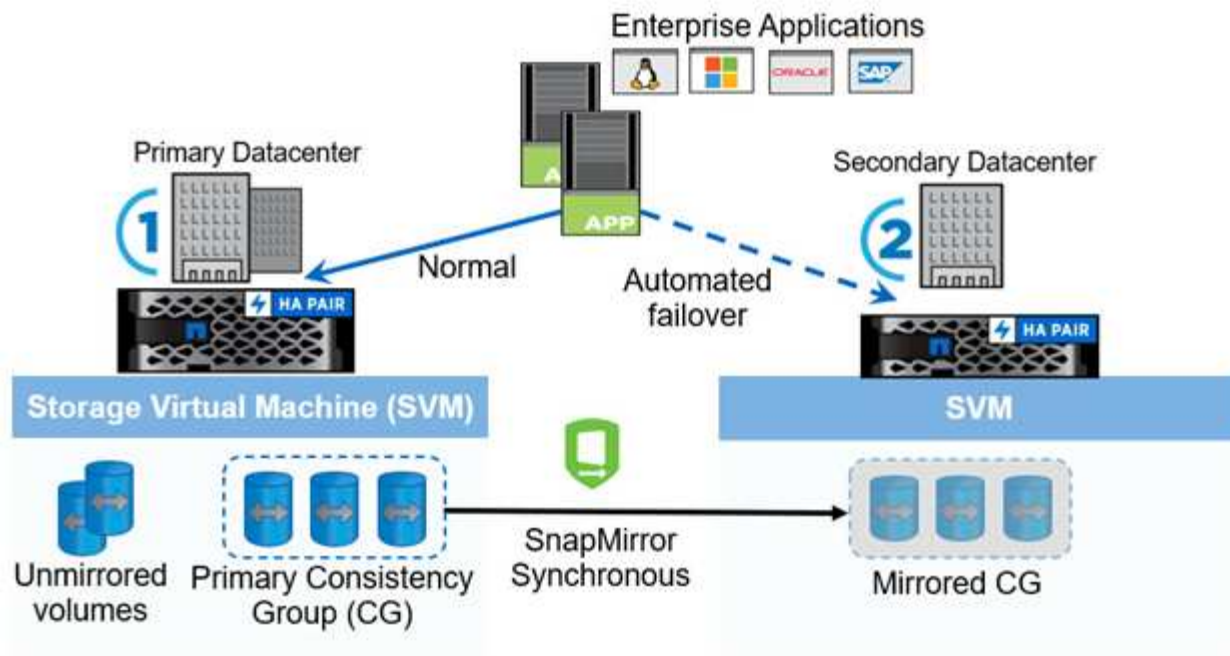 Enterprise Applications
ORACLE
SAP
Primary Datacenter
Secondary Datacenter
1
A
APP
2
Normal
Automated
failover
HA PAIR
HA PAIR
Storage Virtual Machine (SVM)
SVM
SnapMirror
Synchronous
Unmirrored
volumes
Primary Consistency
Group (CG)
Mirrored CG